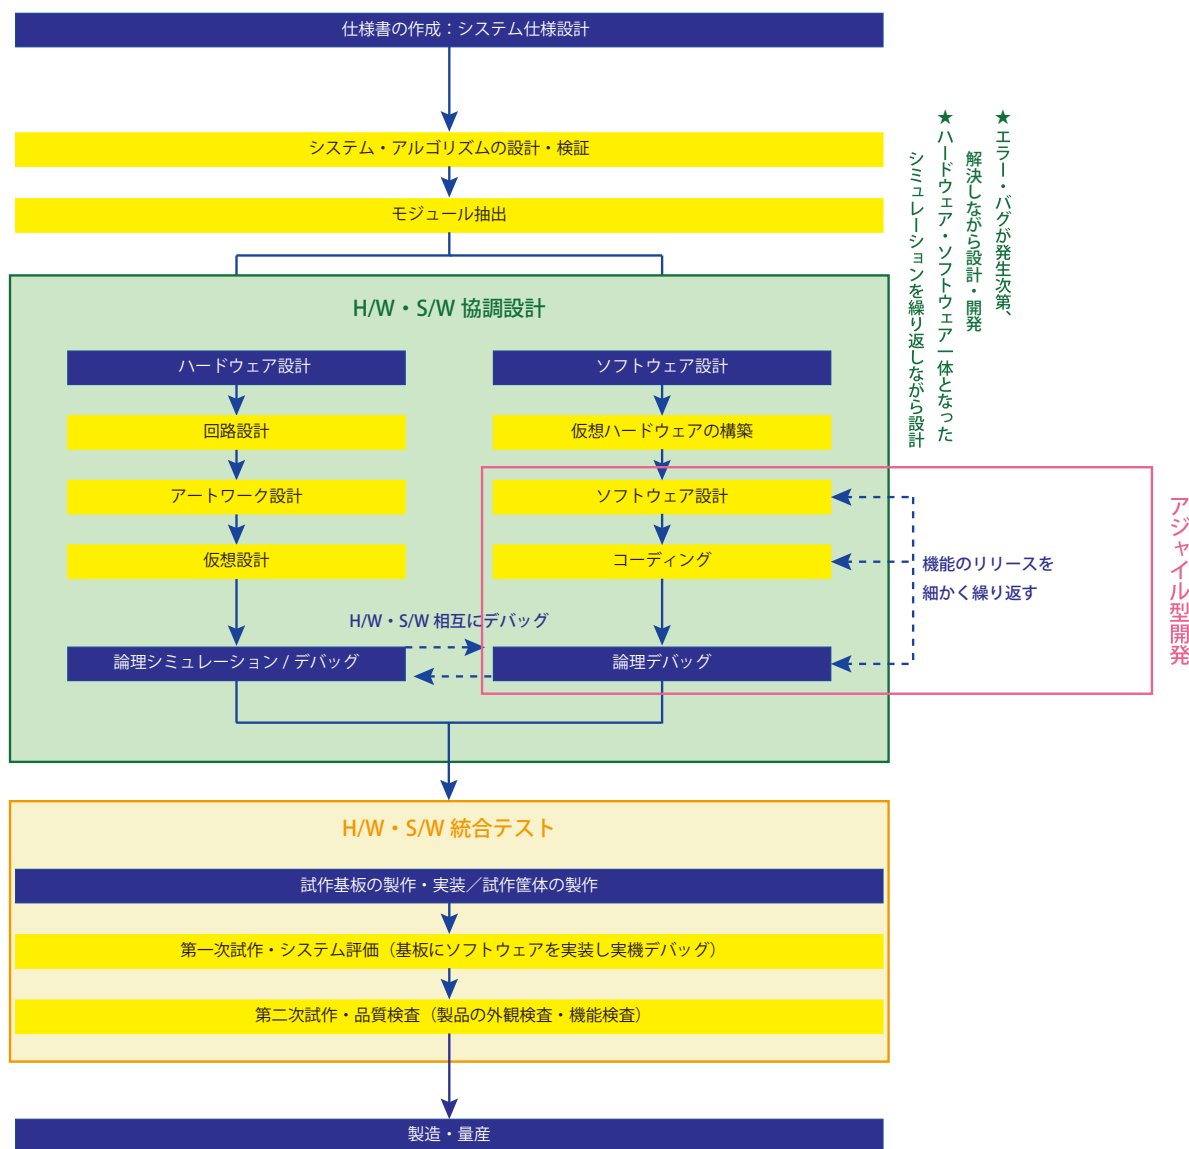 仕様書の作成：システム仕様設計
システム・アルゴリズムの設計・検証
モジュール抽出
★エラー・バグが発生次第、
解決しながら設計・開発
★ハードウェア・ソフトウェア一体となった
シミュレーションを繰り返しながら設計
H/W・S/W 協調設計
ハードウェア設計
回路設計
アートワーク設計
仮想設計
論理シミュレーション / デバッグ
H/W・S/W 相互にデバッグ
ソフトウェア設計
仮想ハードウェアの構築
ソフトウェア設計
コーディング
論理デバッグ
機能のリリースを
細かく繰り返す
アジャイル型開発
H/W・S/W 統合テスト
試作基板の製作・実装／試作筐体の製作
第一次試作・システム評価（基板にソフトウェアを実装し実機デバッグ）
第二次試作・品質検査（製品の外観検査・機能検査）
製造・量産